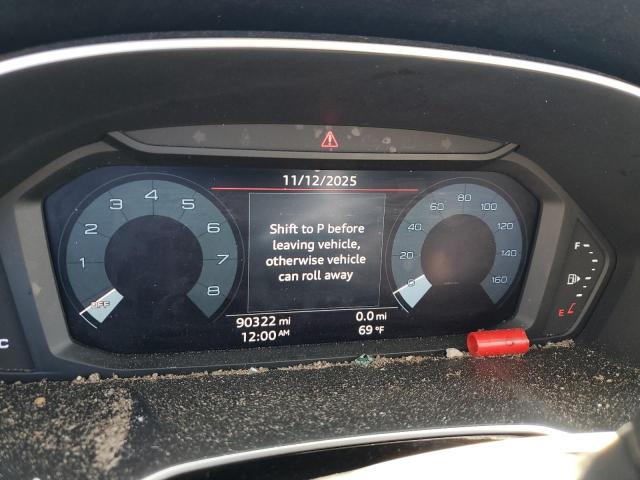 11/12/2025
Shift to P before
leaving vehicle,
otherwise vehicle
can roll away
1 2 3 4 5 6 7 8
OFF
0 20 40 60 80 100 120 140 160
90322 mi
0.0 mi
12:00 AM
69 °F
F
E
C